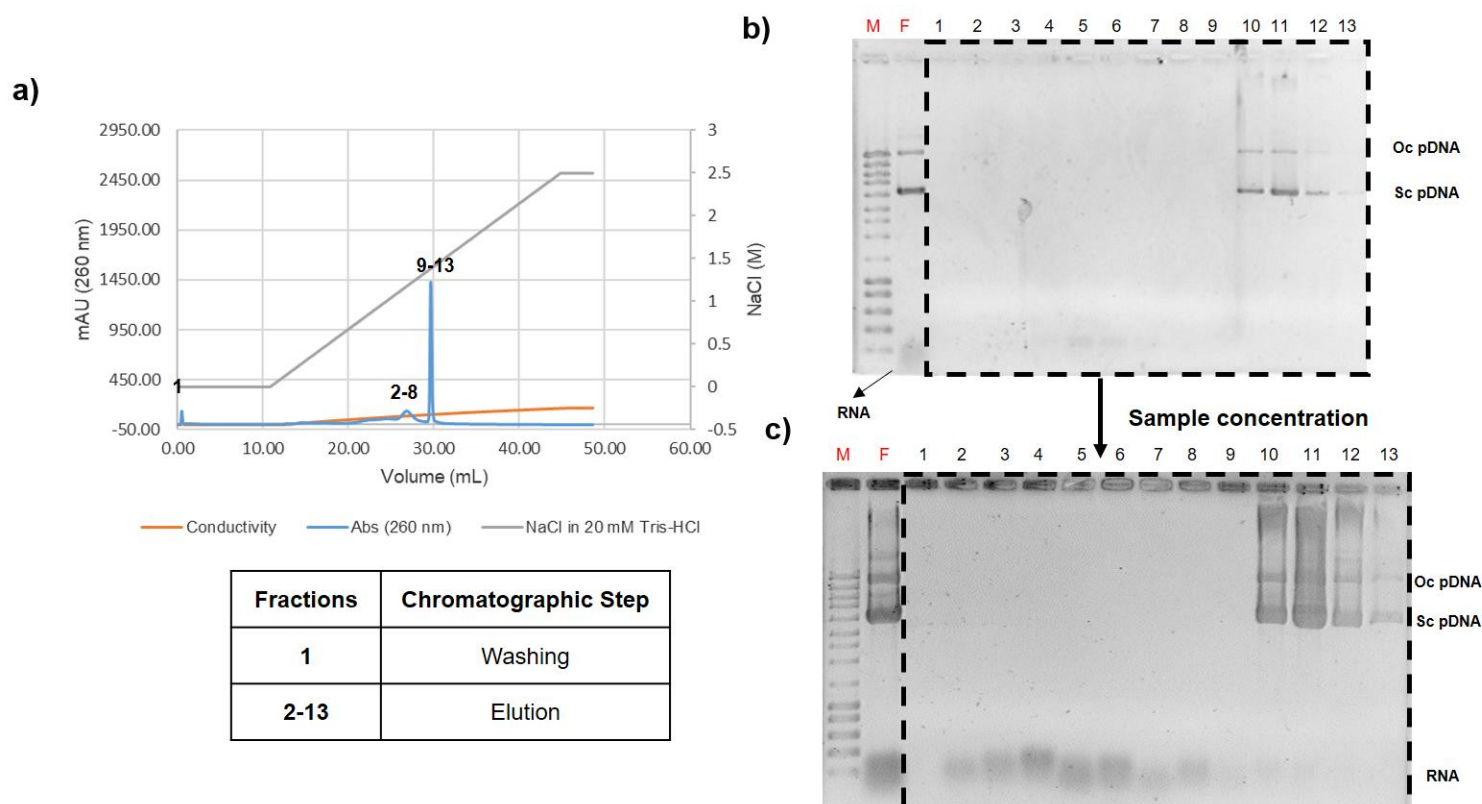 a)
2950.00
2450.00
1950.00
1450.00
950.00
450.00
-50.00
mAU (260 nm)
3
2.5
2
1.5
1
0.5
0
-0.5
NaCl (M)
1
2-8
9-13
0.00 10.00 20.00 30.00 40.00 50.00 60.00
Volume (mL)
Conductivity Abs (260 nm) NaCl in 20 mM Tris-HCl
Fractions Chromatographic Step
1 Washing
2-13 Elution
b)
M F 1 2 3 4 5 6 7 8 9 10 11 12 13
Oc pDNA
Sc pDNA
RNA
Sample concentration
c)
M F 1 2 3 4 5 6 7 8 9 10 11 12 13
Oc pDNA
Sc pDNA
RNA